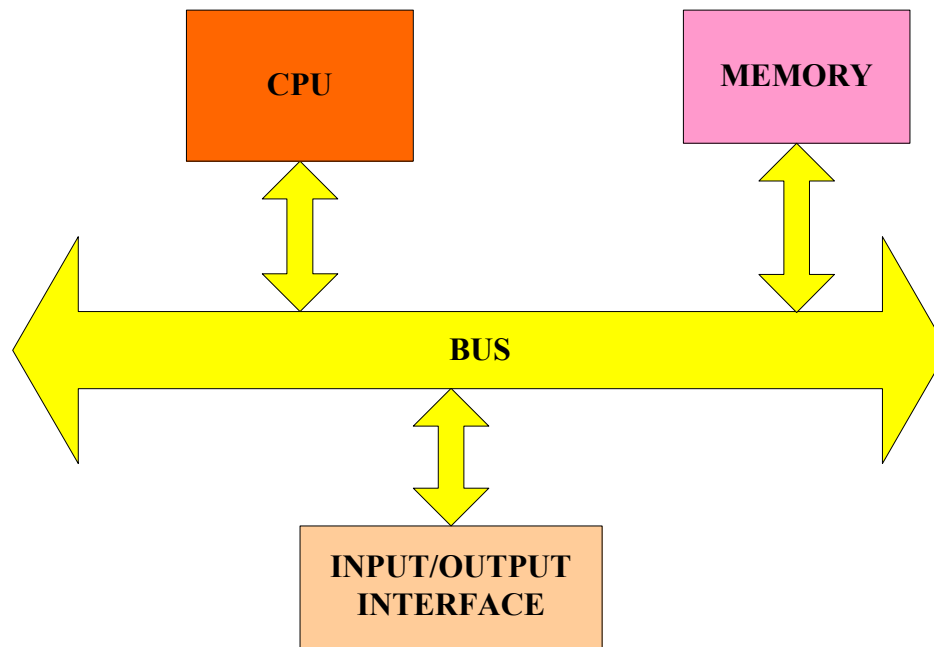 CPU
MEMORY
BUS
INPUT/OUTPUT
INTERFACE